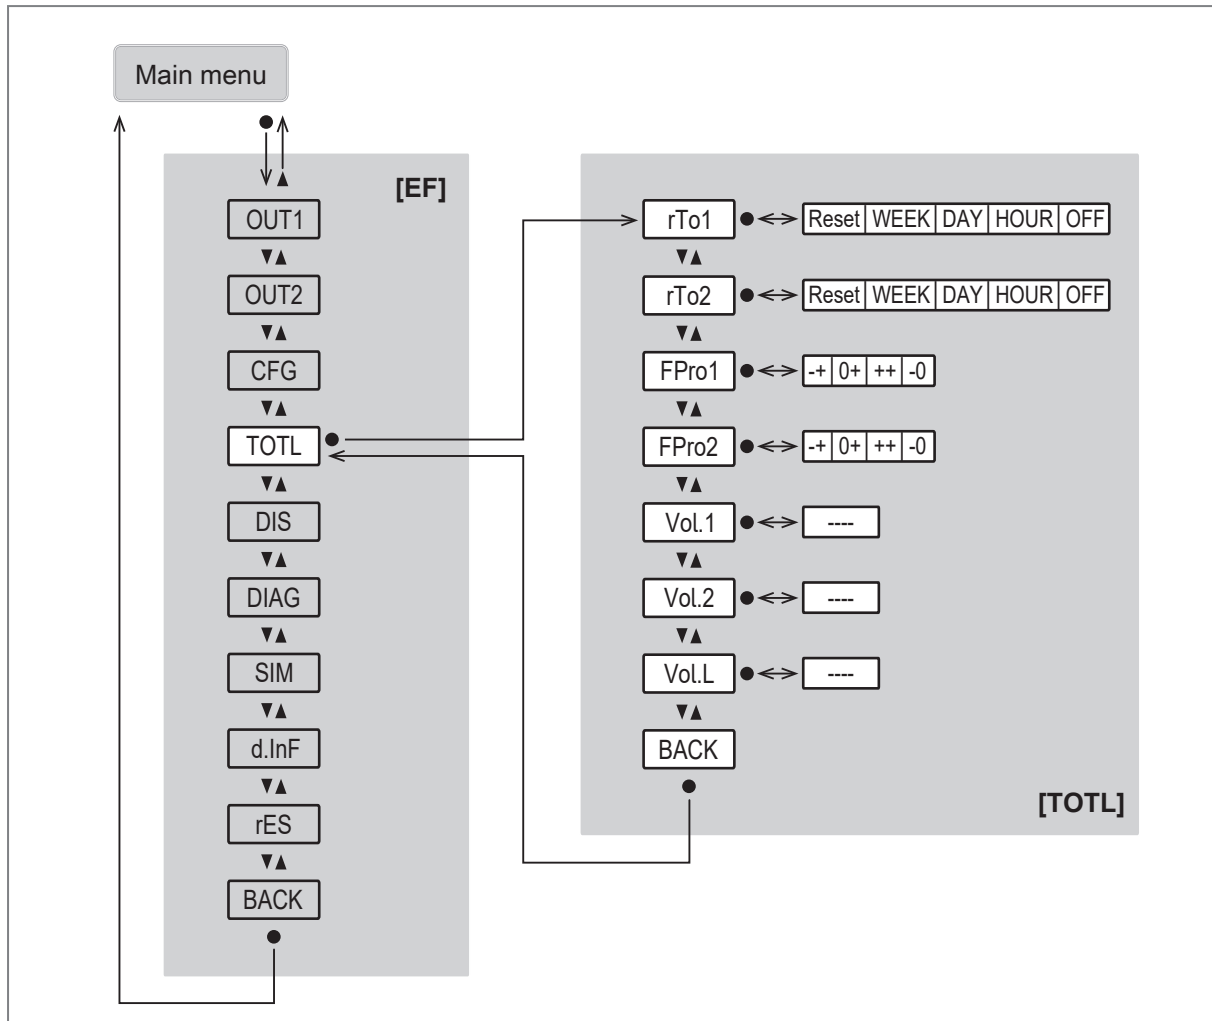 Main menu
[EF]
OUT1
OUT2
CFG
TOTL
DIS
DIAG
SIM
d.InF
rES
BACK
rTo1 Reset WEEK DAY HOUR OFF
rTo2 Reset WEEK DAY HOUR OFF
FPro1 -+ 0+ ++ -0
FPro2 -+ 0+ ++ -0
Vol.1 ----
Vol.2 ----
Vol.L ----
BACK
[TOTL]